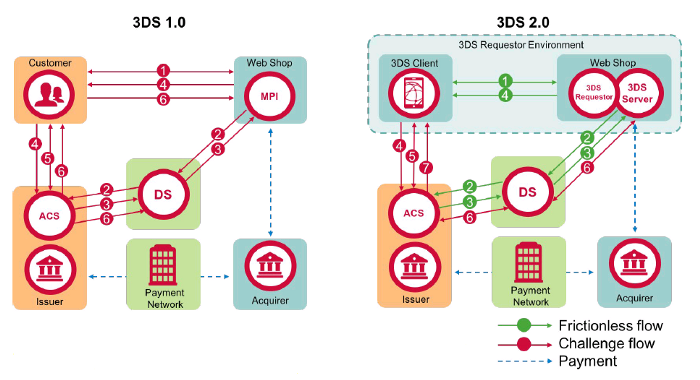 3DS 1.0
Customer
Web Shop
MPI
1
4
6
2
3
4
5
6
2
3
6
DS
ACS
Issuer
Payment
Network
Acquirer
3DS 2.0
3DS Requestor Environment
3DS Client
Web Shop
3DS
Requestor
3DS
Server
1
4
2
3
6
4
5
7
2
3
6
DS
ACS
Issuer
Payment
Network
Acquirer
Frictionless flow
Challenge flow
Payment